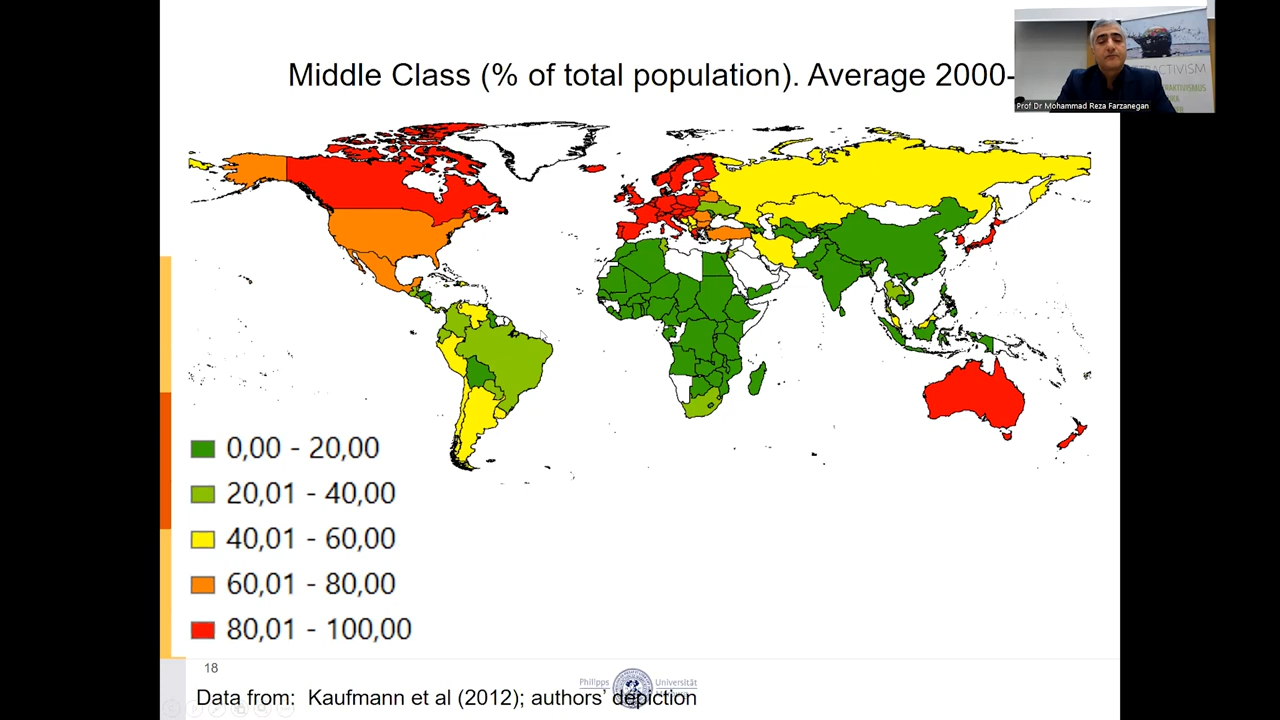 Middle Class (% of total population). Average 2000-
Prof Dr Mohammad Reza Farzanegan
0,00 - 20,00
20,01 - 40,00
40,01 - 60,00
60,01 - 80,00
80,01 - 100,00
18
Philipps Universität
Data from: Kaufmann et al (2012); authors' depiction